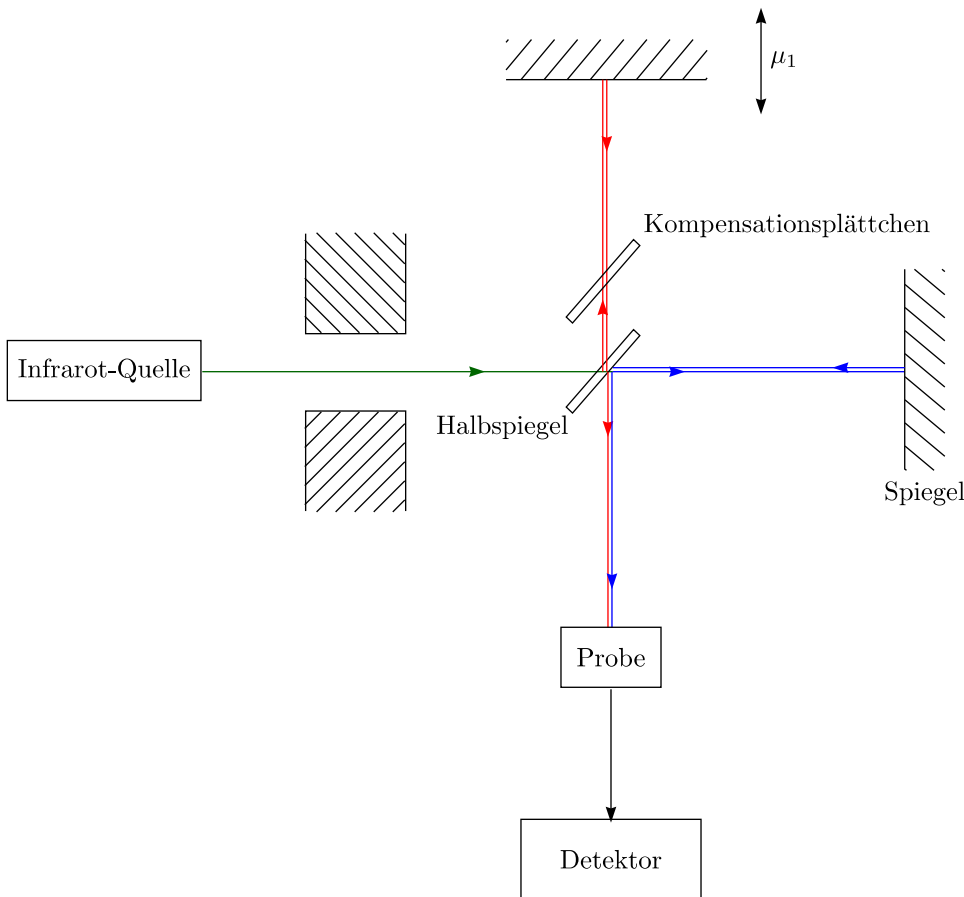 μ₁
Kompensationsplättchen
Infrarot-Quelle
Halbspiegel
Spiegel
Probe
Detektor